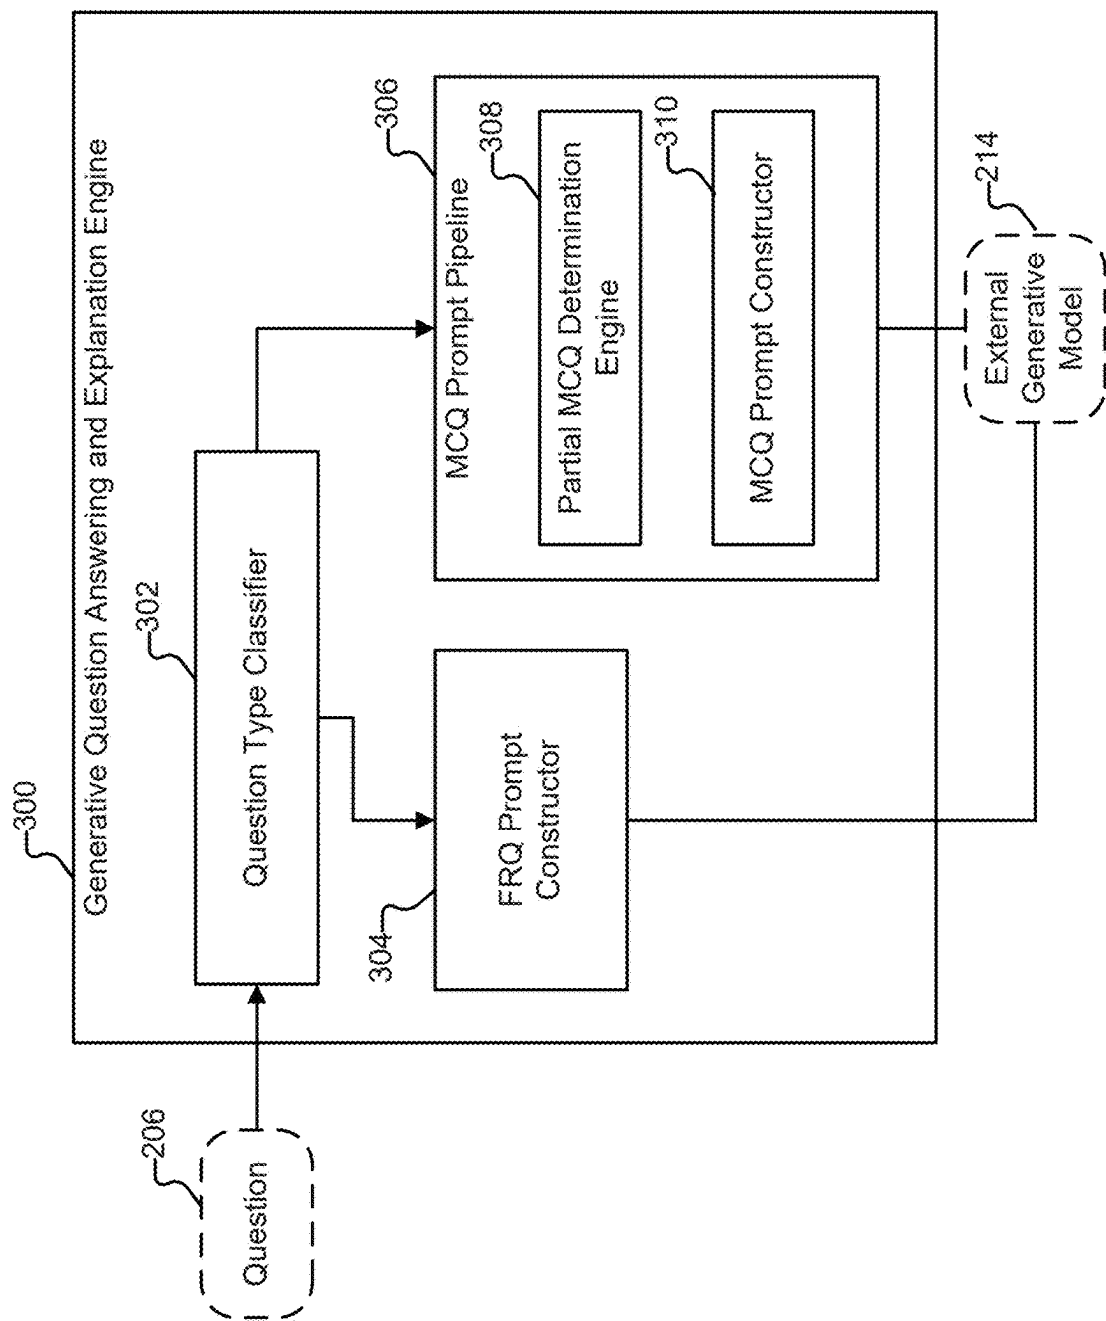 300
Generative Question Answering and Explanation Engine
206
Question
302
Question Type Classifier
304
FRQ Prompt
Constructor
306
MCQ Prompt Pipeline
308
Partial MCQ Determination
Engine
310
MCQ Prompt Constructor
214
External
Generative
Model